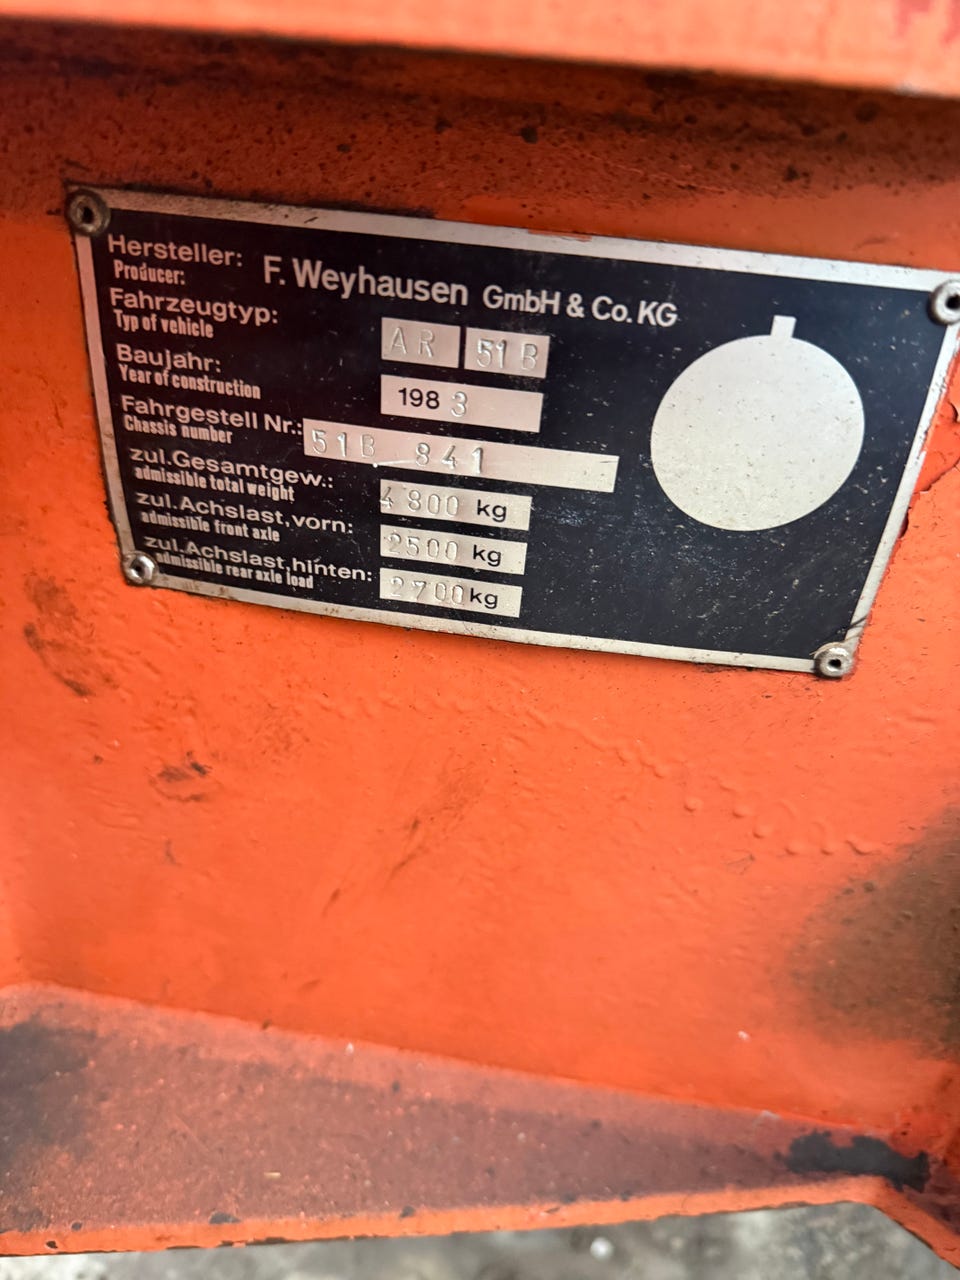 Hersteller: F. Weyhausen GmbH & Co. KG
Producer:
Fahrzeugtyp: AR 51B
Typ of vehicle
Baujahr: 1983
Year of construction
Fahrgestell Nr.: 51B 841
Chassis number
zul.Gesamtgew.: 4800 kg
admissible total weight
zul.Achslast,vorn: 2500 kg
admissible front axle
zul.Achslast,hinten: 2700 kg
admissible rear axle load